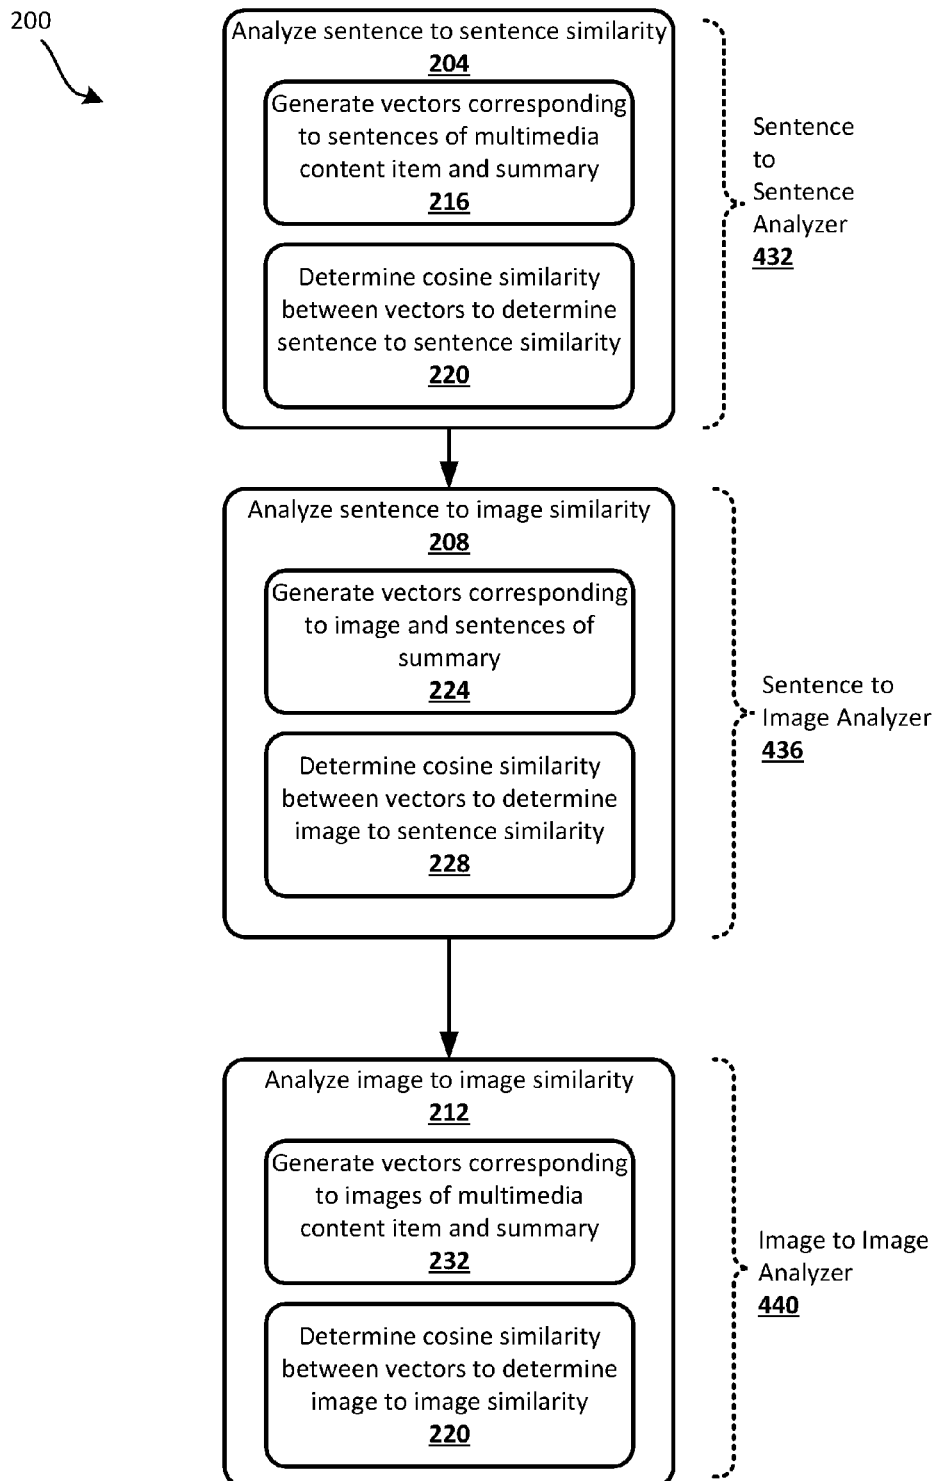 200
Analyze sentence to sentence similarity
204
Generate vectors corresponding
to sentences of multimedia
content item and summary
216
Determine cosine similarity
between vectors to determine
sentence to sentence similarity
220
Sentence
to
Sentence
Analyzer
432
Analyze sentence to image similarity
208
Generate vectors corresponding
to image and sentences of
summary
224
Determine cosine similarity
between vectors to determine
image to sentence similarity
228
Sentence to
Image Analyzer
436
Analyze image to image similarity
212
Generate vectors corresponding
to images of multimedia
content item and summary
232
Determine cosine similarity
between vectors to determine
image to image similarity
220
Image to Image
Analyzer
440